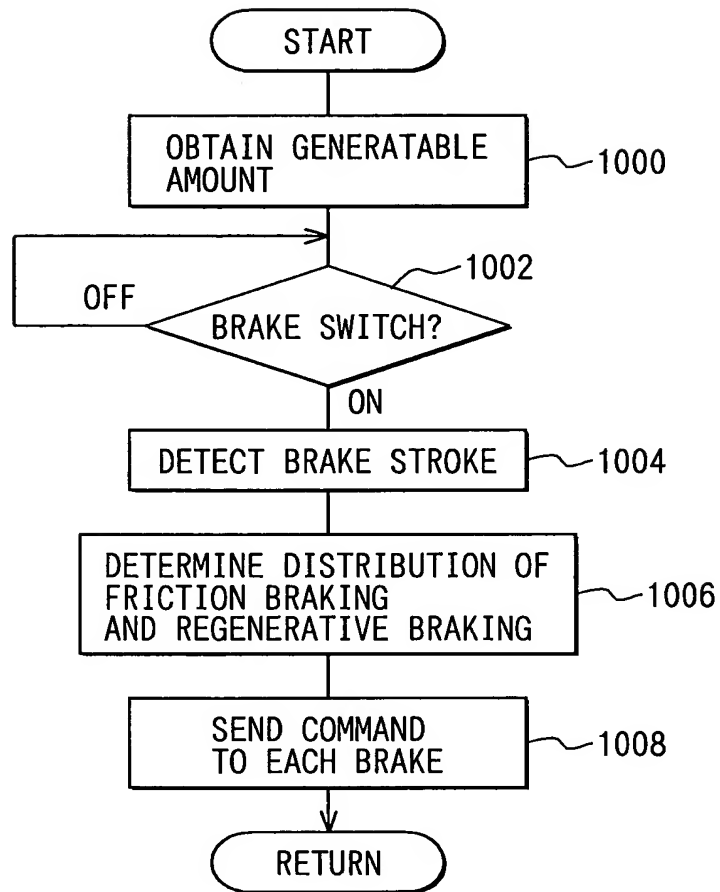 START
OBTAIN GENERATABLE
AMOUNT
1000
1002
OFF
BRAKE SWITCH?
ON
DETECT BRAKE STROKE
1004
DETERMINE DISTRIBUTION OF
FRICTION BRAKING
AND REGENERATIVE BRAKING
1006
SEND COMMAND
TO EACH BRAKE
1008
RETURN